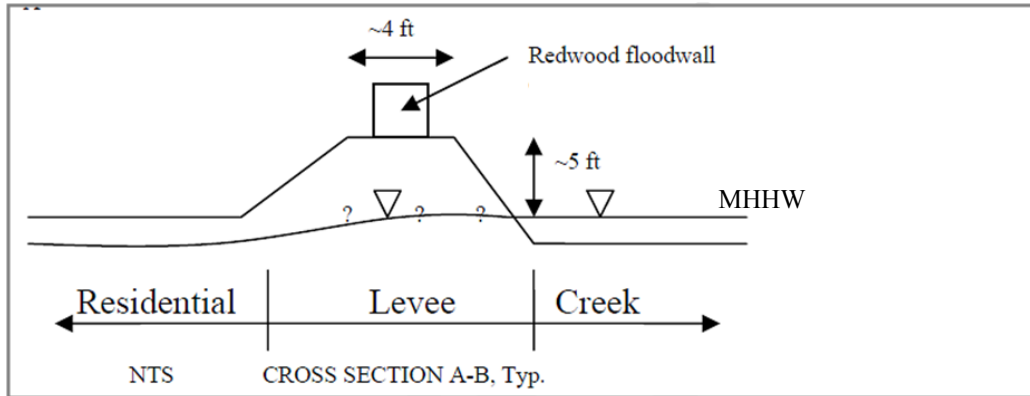 ~4 ft
Redwood floodwall
~5 ft
MHHW
? ? ?
Residential Levee Creek
NTS CROSS SECTION A-B, Typ.